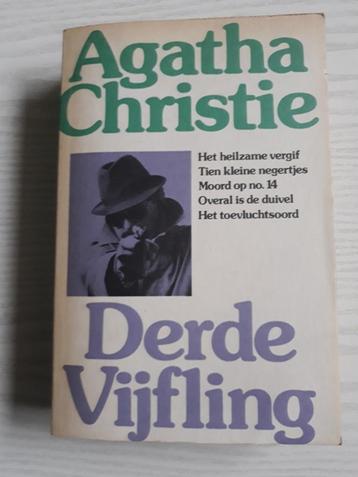 Agatha
Christie
Het heilzame vergif
Tien kleine negertjes
Moord op no. 14
Overal is de duivel
Het toevluchtsoord
Derde
Vijfling